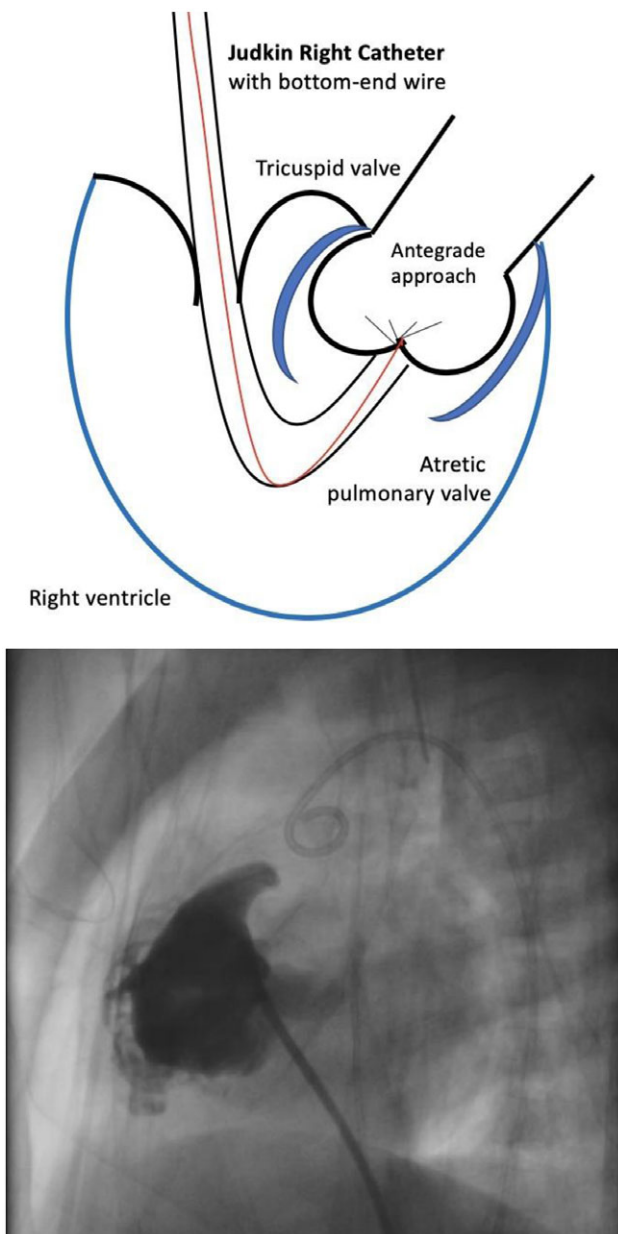 Judkin Right Catheter
with bottom-end wire
Tricuspid valve
Antegrade
approach
Atretic
pulmonary valve
Right ventricle